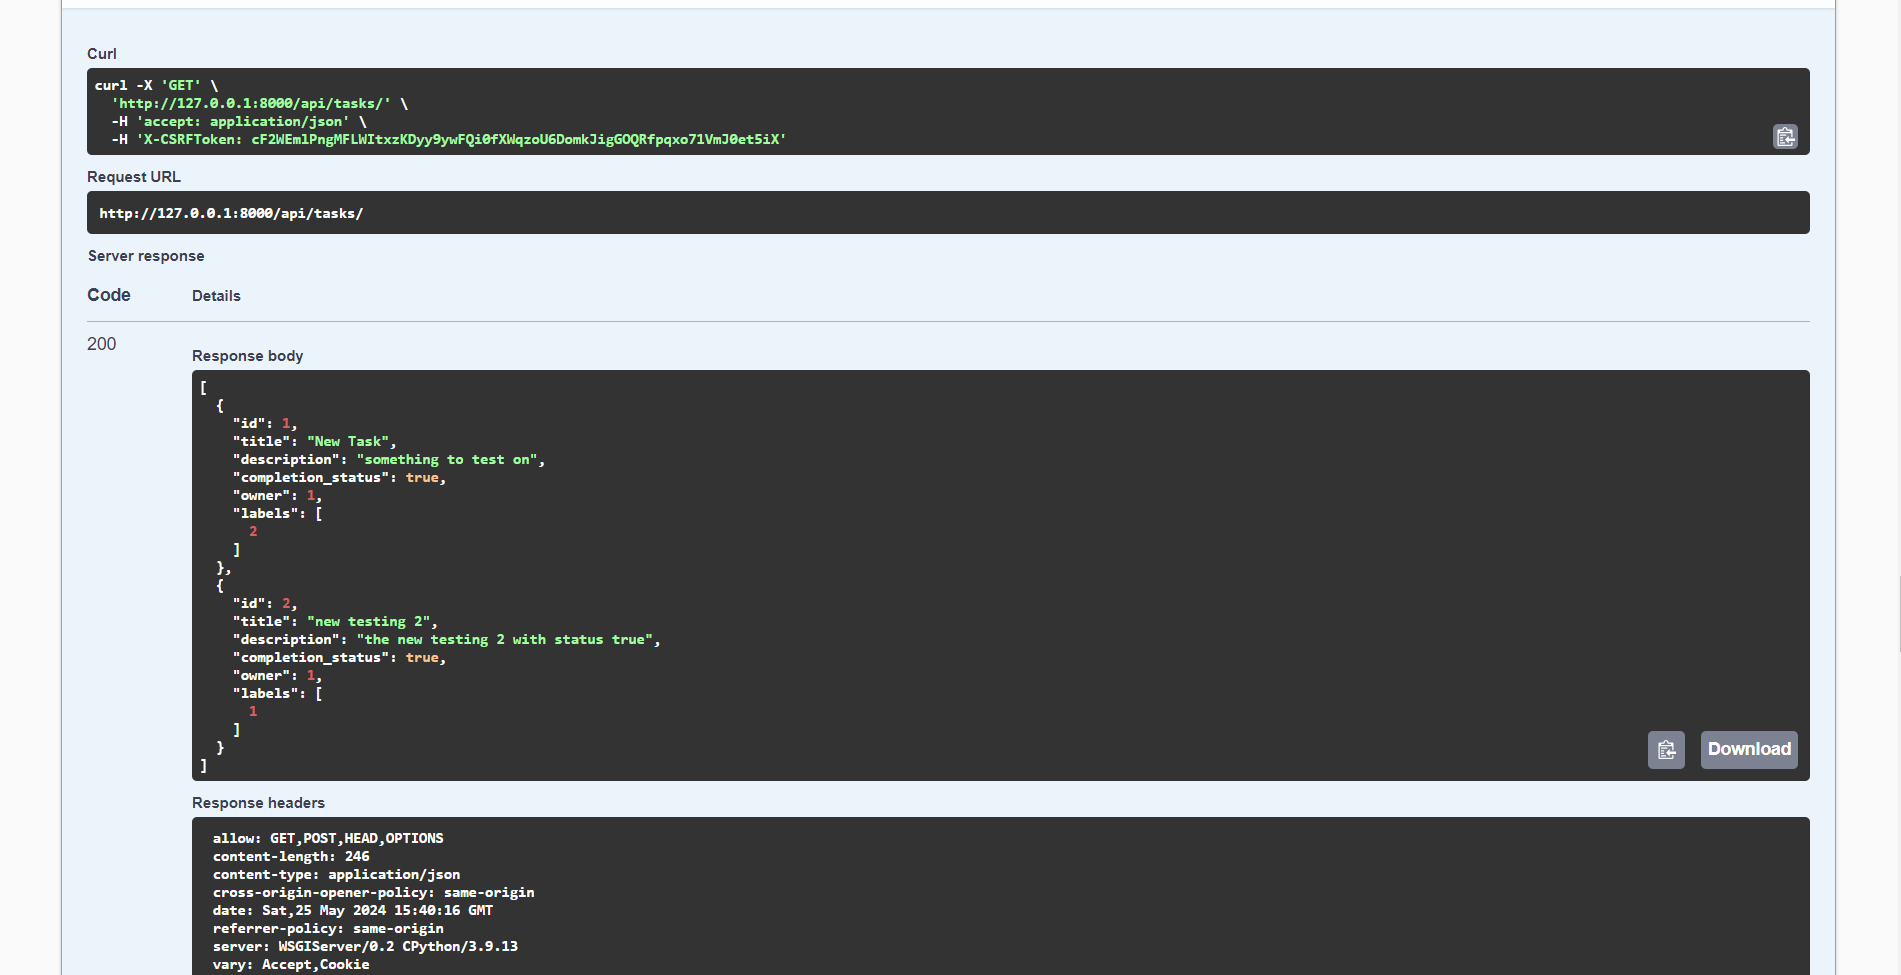 Curl
curl -X 'GET' \
'http://127.0.0.1:8000/api/tasks/' \
-H 'accept: application/json' \
-H 'X-CSRFToken: cF2WEmlPngMFLWItxzKDyy9ywFQi0fXWqzoU6DomkJigGOQRfpqxo71VmJ0et5iX'
Request URL
http://127.0.0.1:8000/api/tasks/
Server response
Code Details
200
Response body
[
{
"id": 1,
"title": "New Task",
"description": "something to test on",
"completion_status": true,
"owner": 1,
"labels": [
2
]
},
{
"id": 2,
"title": "new testing 2",
"description": "the new testing 2 with status true",
"completion_status": true,
"owner": 1,
"labels": [
1
]
}
]
Download
Response headers
allow: GET,POST,HEAD,OPTIONS
content-length: 246
content-type: application/json
cross-origin-opener-policy: same-origin
date: Sat,25 May 2024 15:40:16 GMT
referrer-policy: same-origin
server: WSGIServer/0.2 CPython/3.9.13
vary: Accept,Cookie